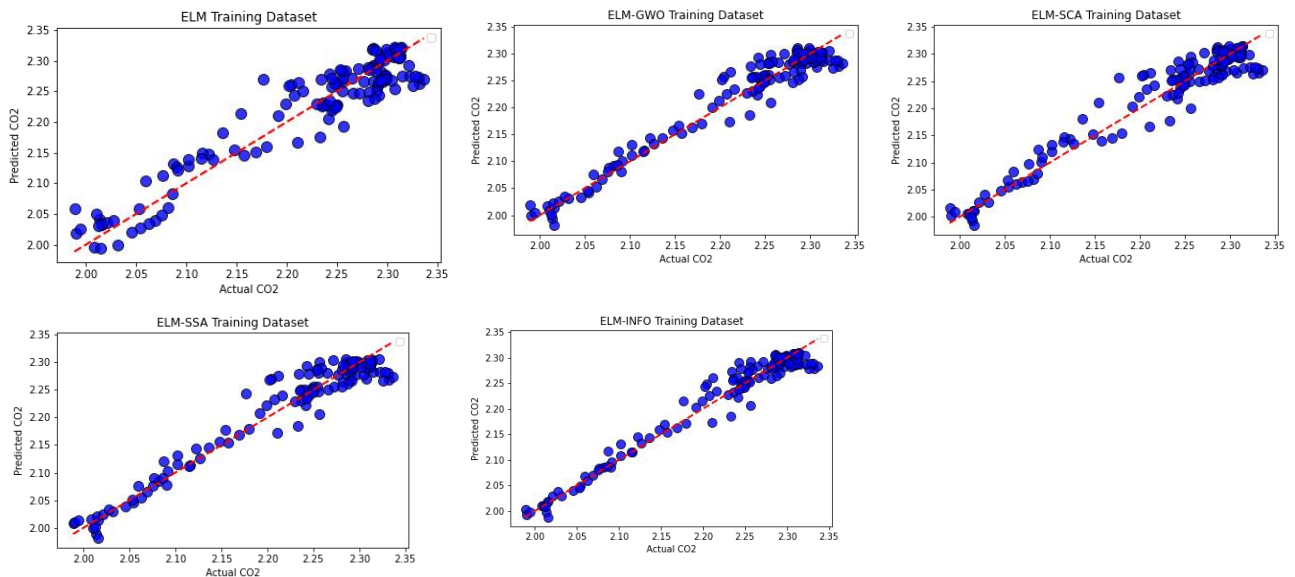 ELM Training Dataset
2.35
2.30
2.25
2.20
2.15
2.10
2.05
2.00
Predicted CO2
2.00 2.05 2.10 2.15 2.20 2.25 2.30 2.35
Actual CO2
ELM-GWO Training Dataset
2.35
2.30
2.25
2.20
2.15
2.10
2.05
2.00
Predicted CO2
2.00 2.05 2.10 2.15 2.20 2.25 2.30 2.35
Actual CO2
ELM-SCA Training Dataset
2.35
2.30
2.25
2.20
2.15
2.10
2.05
2.00
Predicted CO2
2.00 2.05 2.10 2.15 2.20 2.25 2.30 2.35
Actual CO2
ELM-SSA Training Dataset
2.35
2.30
2.25
2.20
2.15
2.10
2.05
2.00
Predicted CO2
2.00 2.05 2.10 2.15 2.20 2.25 2.30 2.35
Actual CO2
ELM-INFO Training Dataset
2.35
2.30
2.25
2.20
2.15
2.10
2.05
2.00
Predicted CO2
2.00 2.05 2.10 2.15 2.20 2.25 2.30 2.35
Actual CO2